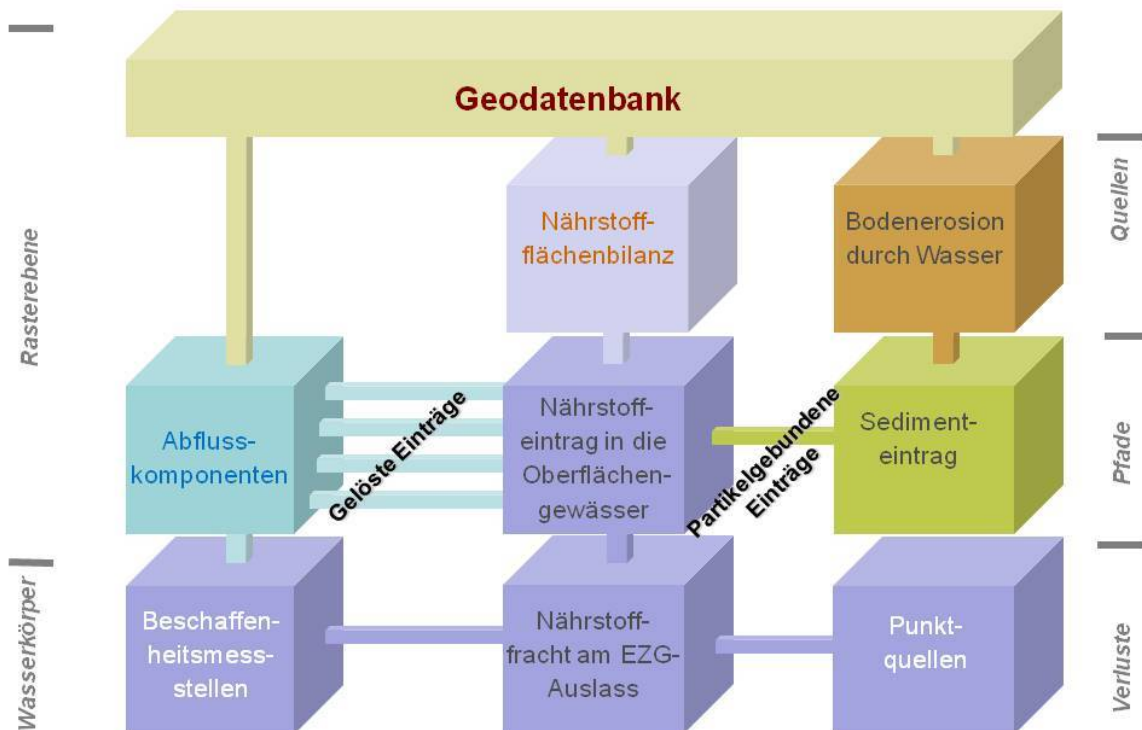 Geodatenbank
Quellen
Rasterebene
Nährstoff-
flächenbilanz
Bodenerosion
durch Wasser
Abfluss-
komponenten
Gelöste Einträge
Nährstoff-
eintrag in die
Oberflächen-
gewässer
Partikelgebundene
Einträge
Sediment-
eintrag
Pfade
Wasserkörper
Beschaffen-
heitsmess-
stellen
Nährstoff-
fracht am EZG-
Auslass
Punkt-
quellen
Verluste